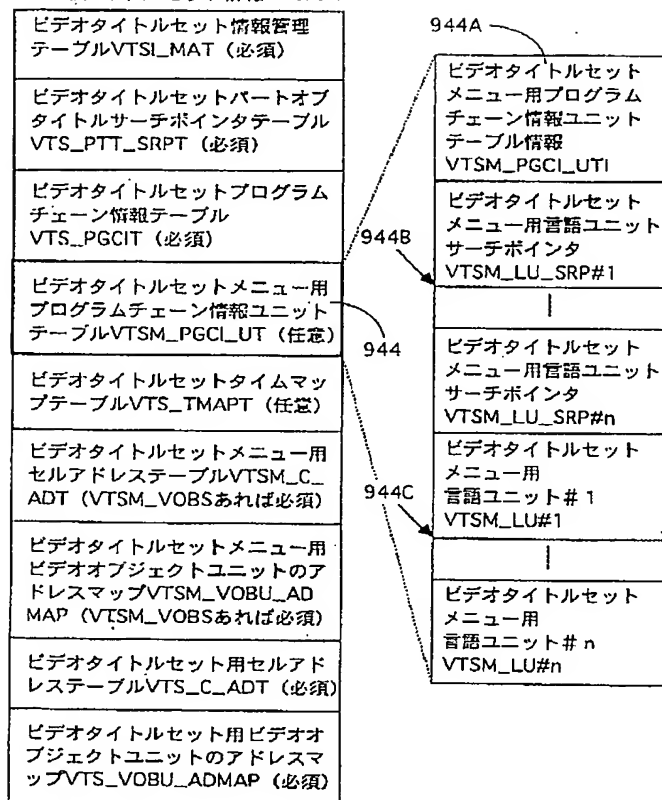 ビデオタイトルセット情報管理
テーブルVTSI_MAT（必須）
ビデオタイトルセットパートオブ
タイトルサーチポインタテーブル
VTS_PTT_SRPT（必須）
ビデオタイトルセットプログラム
チェーン情報テーブル
VTS_PGCIT（必須）
ビデオタイトルセットメニュー用
プログラムチェーン情報ユニット
テーブルVTSM_PGCI_UT（任意）
ビデオタイトルセットタイムマッ
プテーブルVTS_TMAPT（任意）
ビデオタイトルセットメニュー用
セルアドレステーブルVTSM_C_
ADT（VTSM_VOBSあれば必須）
ビデオタイトルセットメニュー用
ビデオオブジェクトユニットのア
ドレスマップVTSM_VOBU_AD
MAP（VTSM_VOBSあれば必須）
ビデオタイトルセット用セルアド
レステーブルVTS_C_ADT（必須）
ビデオタイトルセット用ビデオオ
ブジェクトユニットのアドレスマ
ップVTS_VOBU_ADMAP（必須）
944
944A
ビデオタイトルセット
メニュー用プログラム
チェーン情報ユニット
テーブル情報
VTSM_PGCI_UTI
944B
ビデオタイトルセット
メニュー用言語ユニット
サーチポインタ
VTSM_LU_SRP#1
ビデオタイトルセット
メニュー用言語ユニット
サーチポインタ
VTSM_LU_SRP#n
944C
ビデオタイトルセット
メニュー用
言語ユニット＃1
VTSM_LU#1
ビデオタイトルセット
メニュー用
言語ユニット＃n
VTSM_LU#n